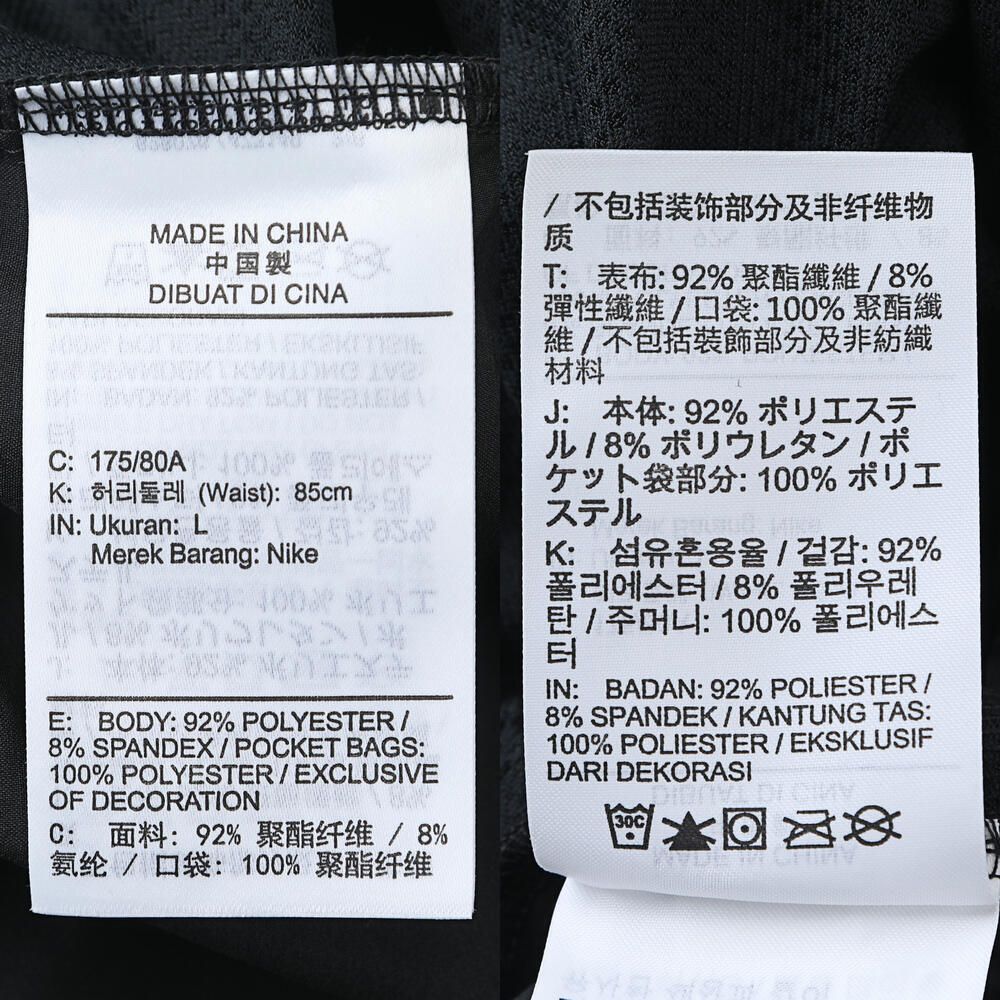 MADE IN CHINA
中国製
DIBUAT DI CINA
C: 175/80A
K: 허리둘레 (Waist): 85cm
IN: Ukuran: L
Merek Barang: Nike
E: BODY: 92% POLYESTER /
8% SPANDEX / POCKET BAGS:
100% POLYESTER / EXCLUSIVE
OF DECORATION
C: 面料: 92% 聚酯纤维 / 8%
氨纶 / 口袋: 100% 聚酯纤维
/ 不包括装饰部分及非纤维物
质
T: 表布: 92% 聚酯纖維 / 8%
彈性纖維 / 口袋: 100% 聚酯纖
維 / 不包括裝飾部分及非紡織
材料
J: 本体: 92% ポリエステ
ル / 8% ポリウレタン / ポ
ケット袋部分: 100% ポリエ
ステル
K: 섬유혼용율 / 겉감: 92%
폴리에스터 / 8% 폴리우레
탄 / 주머니: 100% 폴리에스
터
IN: BADAN: 92% POLIESTER /
8% SPANDEK / KANTUNG TAS:
100% POLIESTER / EKSKLUSIF
DARI DEKORASI
30C